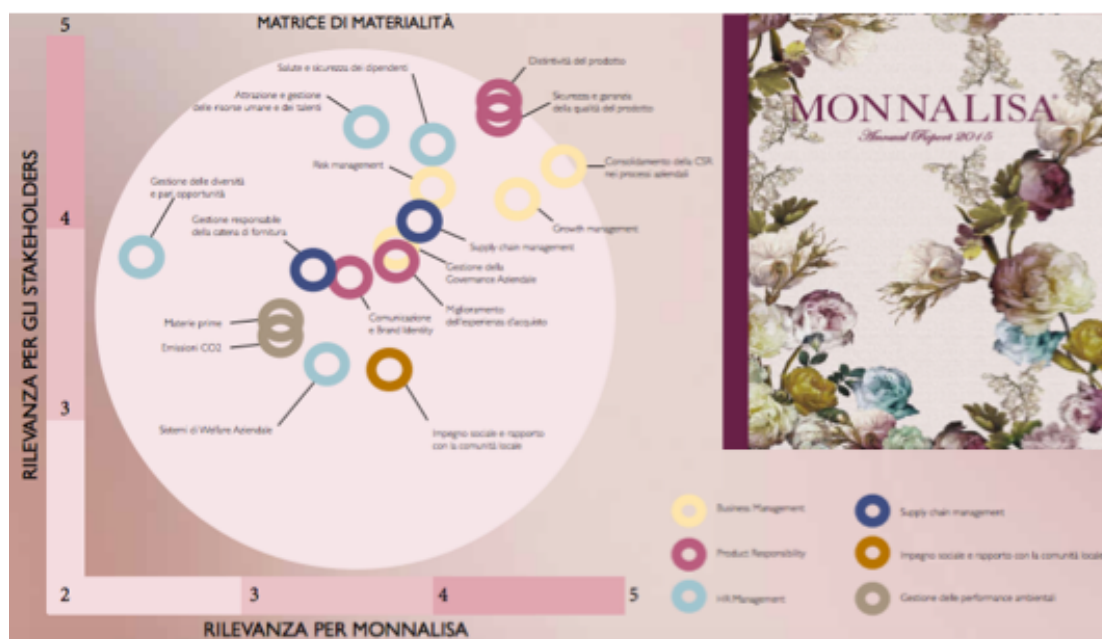 MATRICE DI MATERIALITÀ
5
4
3
2
3
4
5
RILEVANZA PER GLI STAKEHOLDERS
RILEVANZA PER MONNALISA
Salute e sicurezza dei dipendenti
Distintività del prodotto
Attrazione e gestione
delle risorse umane e dei talenti
Sicurezza e garanzia
della qualità del prodotto
Risk management
Consolidamento della CSR
nei processi aziendali
Gestione delle diversità
e pari opportunità
Gestione responsabile
della catena di fornitura
Growth management
Supply chain management
Gestione della
Governance Aziendale
Materie prime
Emissioni CO2
Comunicazione
e Brand Identity
Miglioramento
dell'esperienza d'acquisto
Sistemi di Welfare Aziendale
Impegno sociale e rapporto
con la comunità locale
MONNALISA®
Annual Report 2015
Business Management
Product Responsibility
HR Management
Supply chain management
Impegno sociale e rapporto con la comunità locale
Gestione delle performance ambientali